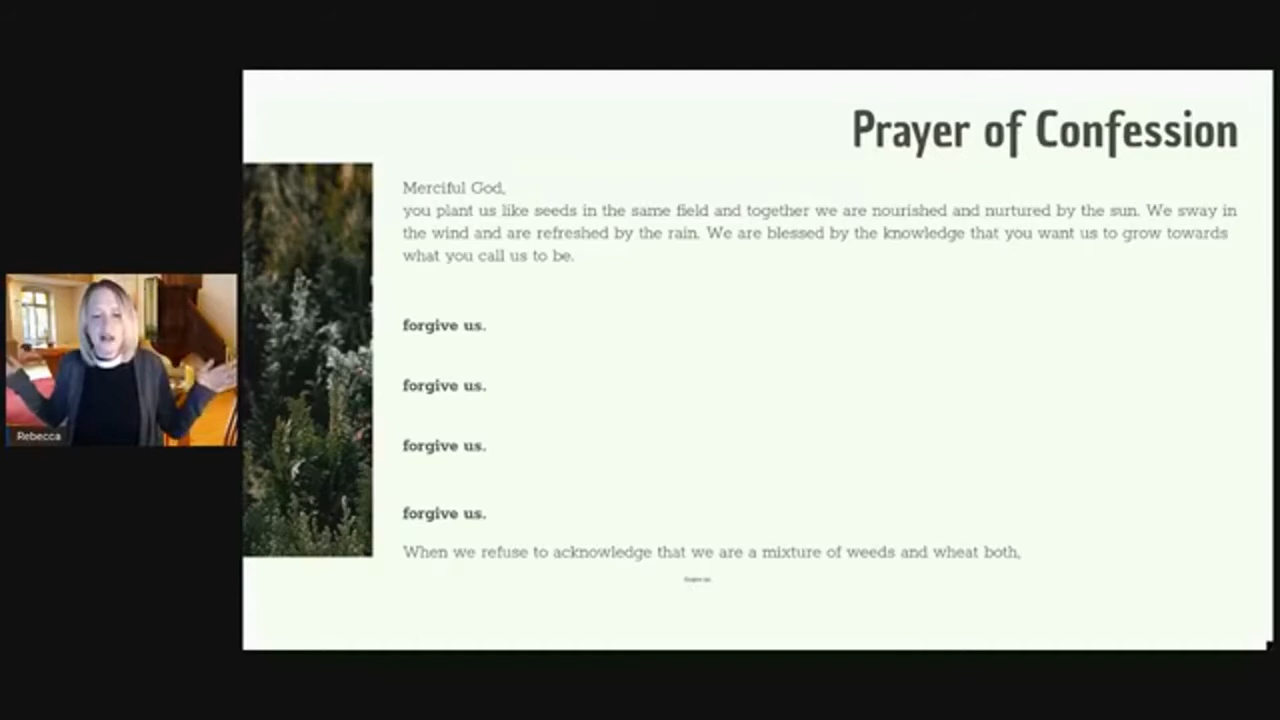 Prayer of Confession
Merciful God,
you plant us like seeds in the same field and together we are nourished and nurtured by the sun. We sway in
the wind and are refreshed by the rain. We are blessed by the knowledge that you want us to grow towards
what you call us to be.
forgive us.
forgive us.
forgive us.
forgive us.
When we refuse to acknowledge that we are a mixture of weeds and wheat both,
forgive us.
Rebecca